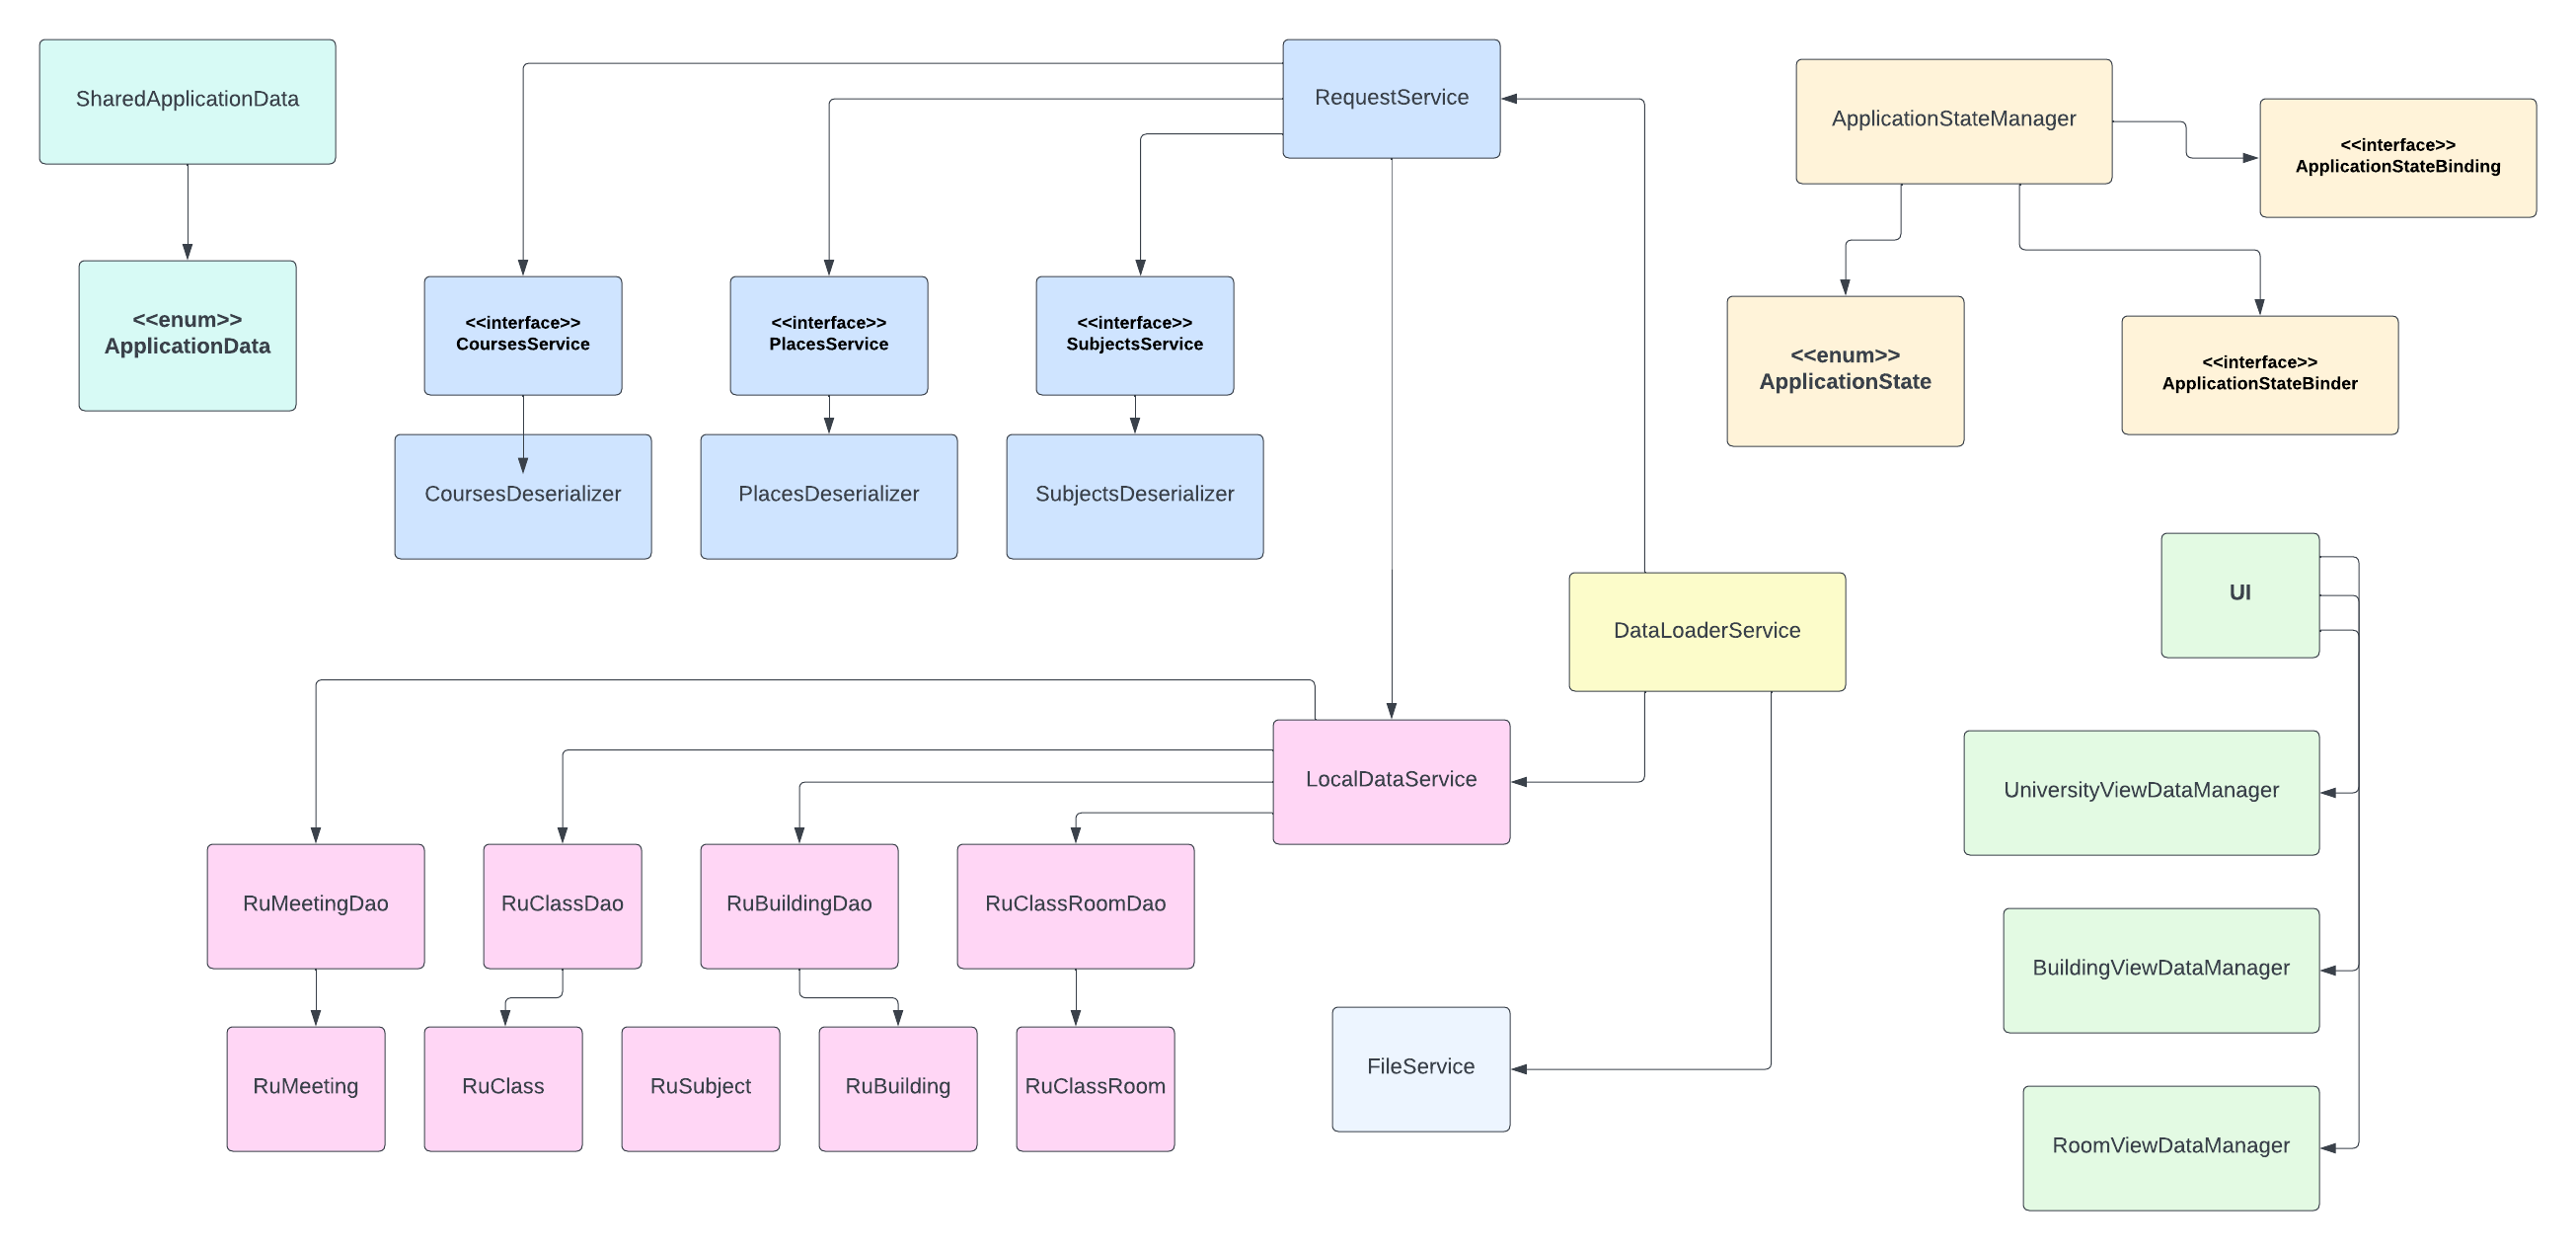 SharedApplicationData
RequestService
ApplicationStateManager
<<interface>>
ApplicationStateBinding
<<enum>>
ApplicationData
<<interface>>
CoursesService
<<interface>>
PlacesService
<<interface>>
SubjectsService
<<enum>>
ApplicationState
<<interface>>
ApplicationStateBinder
CoursesDeserializer
PlacesDeserializer
SubjectsDeserializer
UI
DataLoaderService
LocalDataService
UniversityViewDataManager
RuMeetingDao
RuClassDao
RuBuildingDao
RuClassRoomDao
BuildingViewDataManager
FileService
RuMeeting
RuClass
RuSubject
RuBuilding
RuClassRoom
RoomViewDataManager